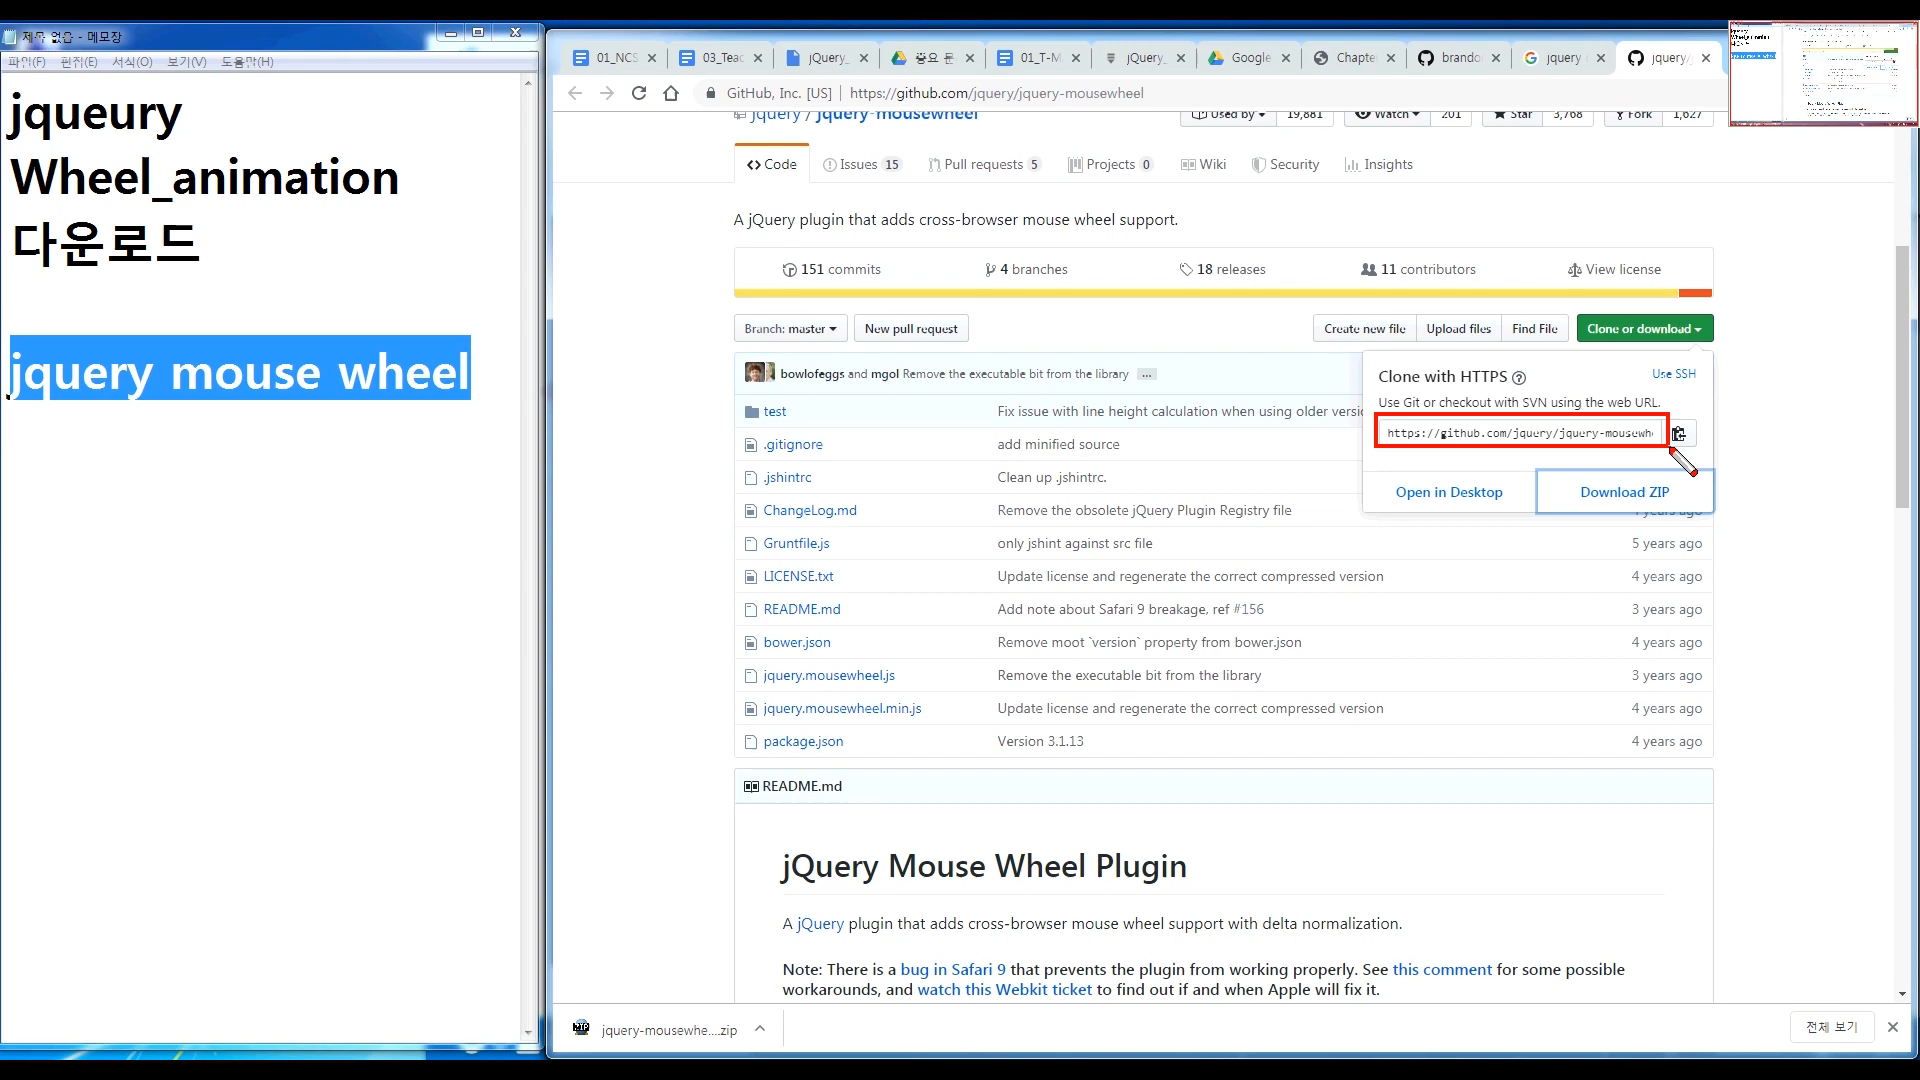 제목 없음 - 메모장
파일(F) 편집(E) 서식(O) 보기(V) 도움말(H)
jqueury
Wheel_animation
다운로드
jquery mouse wheel
01_NCS 03_Teac jQuery_ 01_T-M jQuery_ Google Chapte brando jquery jquery/
GitHub, Inc. [US] | https://github.com/jquery/jquery-mousewheel
jquery / jquery-mousewheel Used by 19,881 Watch 201 Star 3,768 Fork 1,627
Code Issues 15 Pull requests 5 Projects 0 Wiki Security Insights
A jQuery plugin that adds cross-browser mouse wheel support.
151 commits 4 branches 18 releases 11 contributors View license
Branch: master New pull request Create new file Upload files Find File Clone or download
bowlofeggs and mgol Remove the executable bit from the library ...
Clone with HTTPS Use SSH
Use Git or checkout with SVN using the web URL.
https://github.com/jquery/jquery-mousewh
Open in Desktop Download ZIP
test Fix issue with line height calculation when using older versi
.gitignore add minified source
.jshintrc Clean up .jshintrc.
ChangeLog.md Remove the obsolete jQuery Plugin Registry file years ago
Gruntfile.js only jshint against src file 5 years ago
LICENSE.txt Update license and regenerate the correct compressed version 4 years ago
README.md Add note about Safari 9 breakage, ref #156 3 years ago
bower.json Remove moot `version` property from bower.json 4 years ago
jquery.mousewheel.js Remove the executable bit from the library 3 years ago
jquery.mousewheel.min.js Update license and regenerate the correct compressed version 4 years ago
package.json Version 3.1.13 4 years ago
README.md
jQuery Mouse Wheel Plugin
A jQuery plugin that adds cross-browser mouse wheel support with delta normalization.
Note: There is a bug in Safari 9 that prevents the plugin from working properly. See this comment for some possible
workarounds, and watch this Webkit ticket to find out if and when Apple will fix it.
jquery-mousewhe....zip 전체 보기